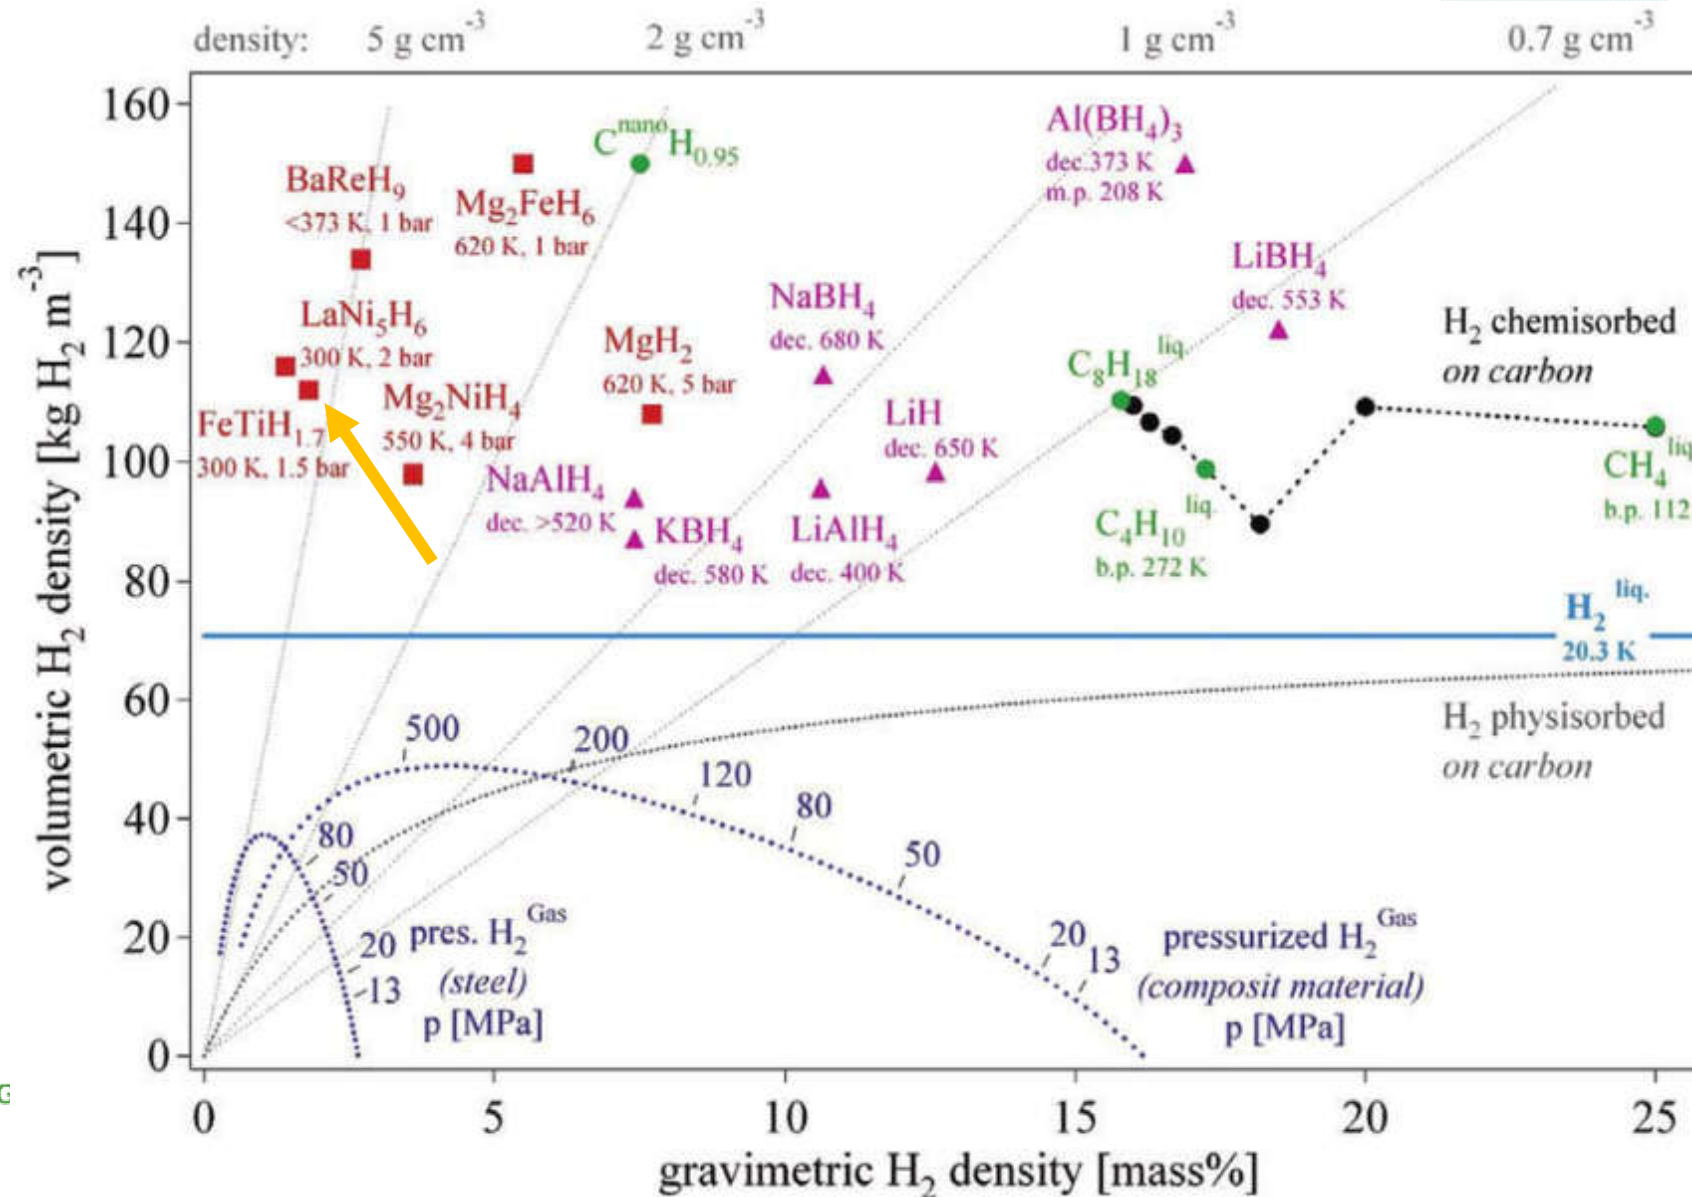 density: 5 g cm⁻³ 2 g cm⁻³ 1 g cm⁻³ 0.7 g cm⁻³
volumetric H₂ density [kg H₂ m⁻³]
160
140
120
100
80
60
40
20
0
BaReH₉
<373 K, 1 bar
Mg₂FeH₆
620 K, 1 bar
CⁿᵃⁿᵒH₀.₉₅
Al(BH₄)₃
dec.373 K
m.p. 208 K
LaNi₅H₆
300 K, 2 bar
FeTiH₁.₇
300 K, 1.5 bar
Mg₂NiH₄
550 K, 4 bar
MgH₂
620 K, 5 bar
NaBH₄
dec. 680 K
LiBH₄
dec. 553 K
H₂ chemisorbed
on carbon
C₈H₁₈ liq.
LiH
dec. 650 K
NaAlH₄
dec. >520 K
KBH₄
dec. 580 K
LiAlH₄
dec. 400 K
C₄H₁₀ liq.
b.p. 272 K
CH₄ liq
b.p. 112
H₂ liq.
20.3 K
H₂ physisorbed
on carbon
500
200
120
80
50
20
13
80
50
20
13
pres. H₂ Gas
(steel)
p [MPa]
pressurized H₂ Gas
(composit material)
p [MPa]
G
0 5 10 15 20 25
gravimetric H₂ density [mass%]